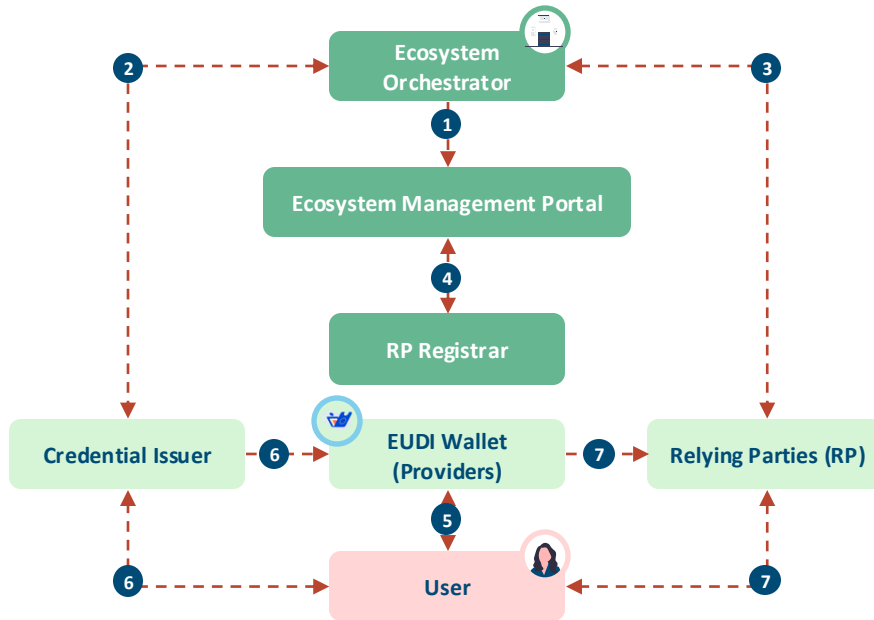 2
Ecosystem
Orchestrator
3
1
Ecosystem Management Portal
4
RP Registrar
Credential Issuer
6
EUDI Wallet
(Providers)
7
Relying Parties (RP)
5
6
User
7